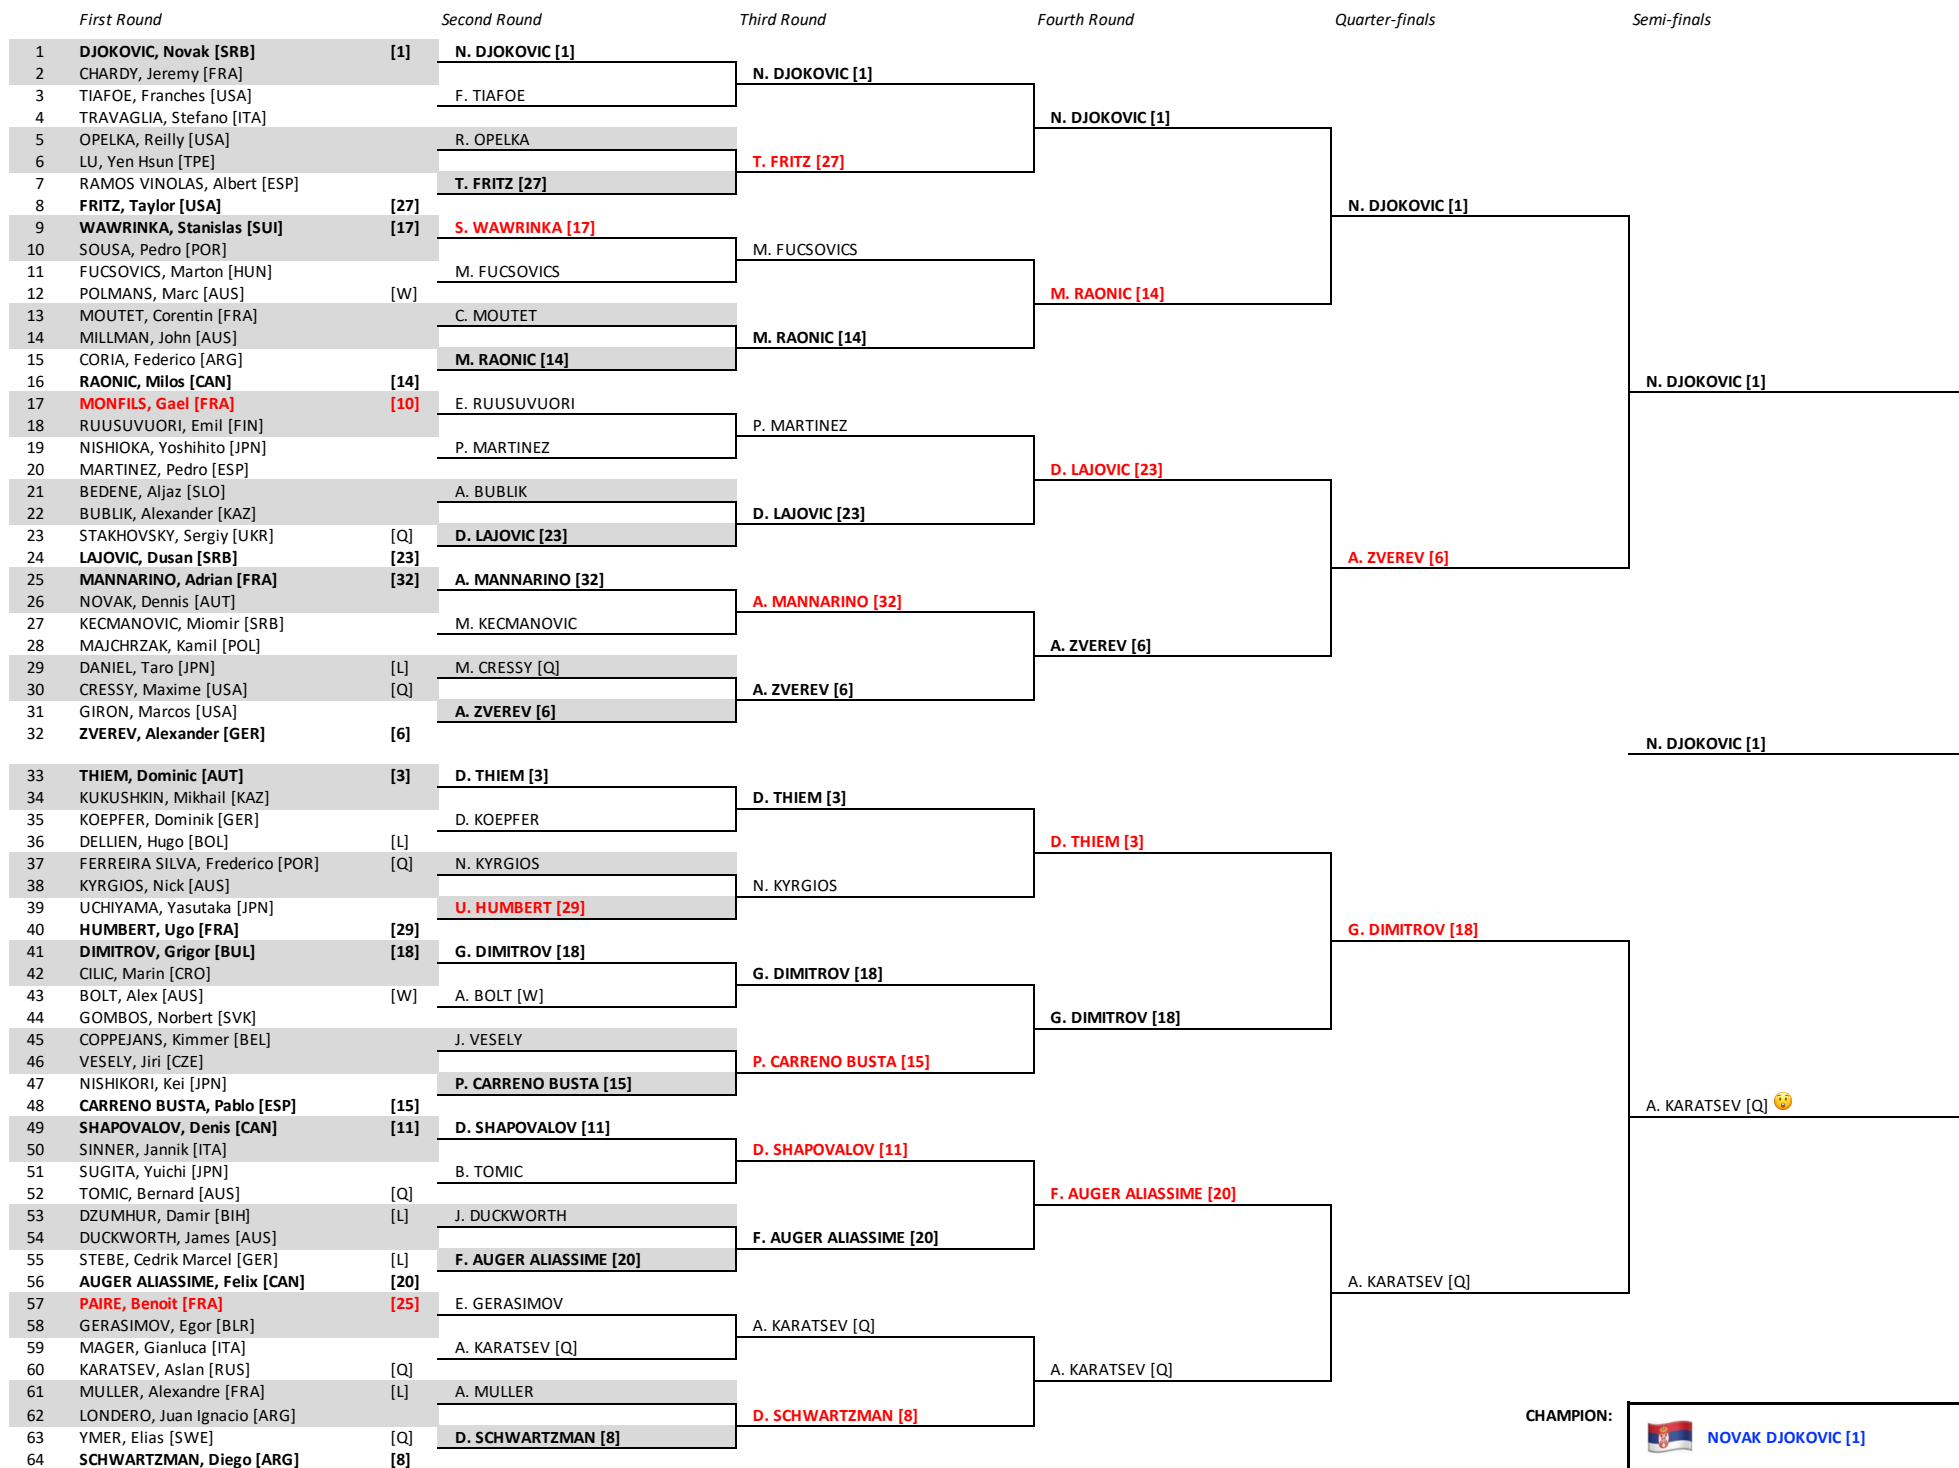 First Round Second Round Third Round Fourth Round Quarter-finals Semi-finals
1 DJOKOVIC, Novak [SRB] [1] N. DJOKOVIC [1]
2 CHARDY, Jeremy [FRA] N. DJOKOVIC [1]
3 TIAFOE, Franches [USA] F. TIAFOE
4 TRAVAGLIA, Stefano [ITA] N. DJOKOVIC [1]
5 OPELKA, Reilly [USA] R. OPELKA
6 LU, Yen Hsun [TPE] T. FRITZ [27]
7 RAMOS VINOLAS, Albert [ESP] T. FRITZ [27]
8 FRITZ, Taylor [USA] [27] N. DJOKOVIC [1]
9 WAWRINKA, Stanislas [SUI] [17] S. WAWRINKA [17]
10 SOUSA, Pedro [POR] M. FUCSOVICS
11 FUCSOVICS, Marton [HUN] M. FUCSOVICS
12 POLMANS, Marc [AUS] [W] M. RAONIC [14]
13 MOUTET, Corentin [FRA] C. MOUTET
14 MILLMAN, John [AUS] M. RAONIC [14]
15 CORIA, Federico [ARG] M. RAONIC [14]
16 RAONIC, Milos [CAN] [14] N. DJOKOVIC [1]
17 MONFILS, Gael [FRA] [10] E. RUUSUVUORI
18 RUUSUVUORI, Emil [FIN] P. MARTINEZ
19 NISHIOKA, Yoshihito [JPN] P. MARTINEZ
20 MARTINEZ, Pedro [ESP] D. LAJOVIC [23]
21 BEDENE, Aljaz [SLO] A. BUBLIK
22 BUBLIK, Alexander [KAZ] D. LAJOVIC [23]
23 STAKHOVSKY, Sergiy [UKR] [Q] D. LAJOVIC [23]
24 LAJOVIC, Dusan [SRB] [23] A. ZVEREV [6]
25 MANNARINO, Adrian [FRA] [32] A. MANNARINO [32]
26 NOVAK, Dennis [AUT] A. MANNARINO [32]
27 KECMANOVIC, Miomir [SRB] M. KECMANOVIC
28 MAJCHRZAK, Kamil [POL] A. ZVEREV [6]
29 DANIEL, Taro [JPN] [L] M. CRESSY [Q]
30 CRESSY, Maxime [USA] [Q] A. ZVEREV [6]
31 GIRON, Marcos [USA] A. ZVEREV [6]
32 ZVEREV, Alexander [GER] [6]
N. DJOKOVIC [1]
33 THIEM, Dominic [AUT] [3] D. THIEM [3]
34 KUKUSHKIN, Mikhail [KAZ] D. THIEM [3]
35 KOEPFER, Dominik [GER] D. KOEPFER
36 DELLIEN, Hugo [BOL] [L] D. THIEM [3]
37 FERREIRA SILVA, Frederico [POR] [Q] N. KYRGIOS
38 KYRGIOS, Nick [AUS] N. KYRGIOS
39 UCHIYAMA, Yasutaka [JPN] U. HUMBERT [29]
40 HUMBERT, Ugo [FRA] [29] G. DIMITROV [18]
41 DIMITROV, Grigor [BUL] [18] G. DIMITROV [18]
42 CILIC, Marin [CRO] G. DIMITROV [18]
43 BOLT, Alex [AUS] [W] A. BOLT [W]
44 GOMBOS, Norbert [SVK] G. DIMITROV [18]
45 COPPEJANS, Kimmer [BEL] J. VESELY
46 VESELY, Jiri [CZE] P. CARRENO BUSTA [15]
47 NISHIKORI, Kei [JPN] P. CARRENO BUSTA [15]
48 CARRENO BUSTA, Pablo [ESP] [15] A. KARATSEV [Q] 😲
49 SHAPOVALOV, Denis [CAN] [11] D. SHAPOVALOV [11]
50 SINNER, Jannik [ITA] D. SHAPOVALOV [11]
51 SUGITA, Yuichi [JPN] B. TOMIC
52 TOMIC, Bernard [AUS] [Q] F. AUGER ALIASSIME [20]
53 DZUMHUR, Damir [BIH] [L] J. DUCKWORTH
54 DUCKWORTH, James [AUS] F. AUGER ALIASSIME [20]
55 STEBE, Cedrik Marcel [GER] [L] F. AUGER ALIASSIME [20]
56 AUGER ALIASSIME, Felix [CAN] [20] A. KARATSEV [Q]
57 PAIRE, Benoit [FRA] [25] E. GERASIMOV
58 GERASIMOV, Egor [BLR] A. KARATSEV [Q]
59 MAGER, Gianluca [ITA] A. KARATSEV [Q]
60 KARATSEV, Aslan [RUS] [Q] A. KARATSEV [Q]
61 MULLER, Alexandre [FRA] [L] A. MULLER
62 LONDERO, Juan Ignacio [ARG] D. SCHWARTZMAN [8] CHAMPION:
63 YMER, Elias [SWE] [Q] D. SCHWARTZMAN [8] NOVAK DJOKOVIC [1]
64 SCHWARTZMAN, Diego [ARG] [8]